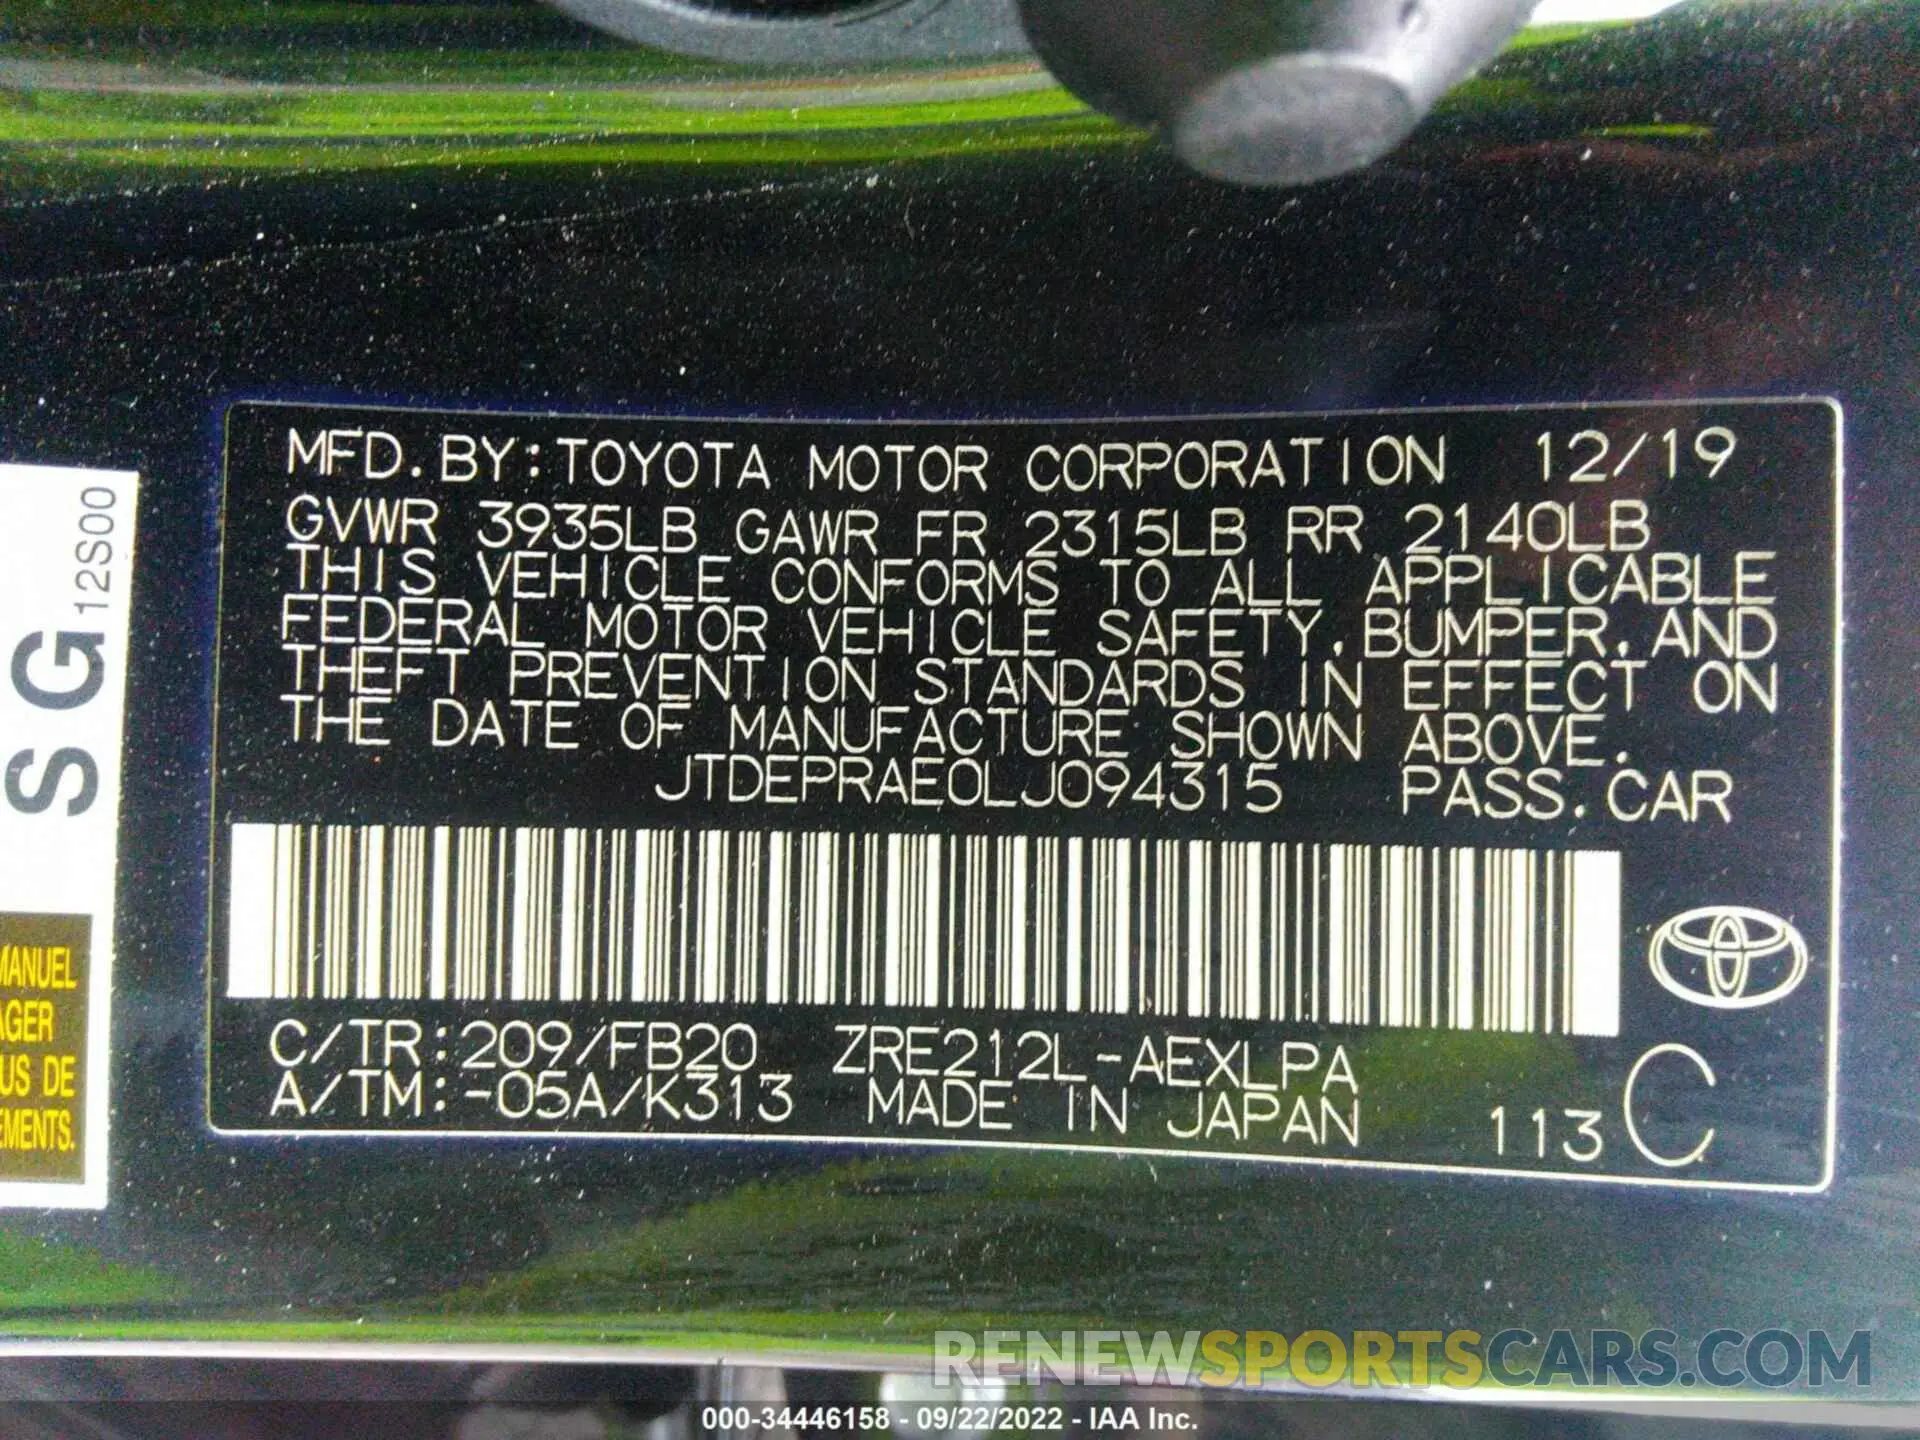 MFD.BY:TOYOTA MOTOR CORPORATION 12/19
GVWR 3935LB GAWR FR 2315LB RR 2140LB
THIS VEHICLE CONFORMS TO ALL APPLICABLE
FEDERAL MOTOR VEHICLE SAFETY,BUMPER,AND
THEFT PREVENTION STANDARDS IN EFFECT ON
THE DATE OF MANUFACTURE SHOWN ABOVE.
JTDEPRAE0LJ094315 PASS.CAR
C/TR:209/FB20 ZRE212L-AEXLPA
A/TM:-05A/K313 MADE IN JAPAN 113 C
SG 12S00
MANUEL
AGER
US DE
EMENTS.
RENEWSPORTSCARS.COM
000-34446158 - 09/22/2022 - IAA Inc.